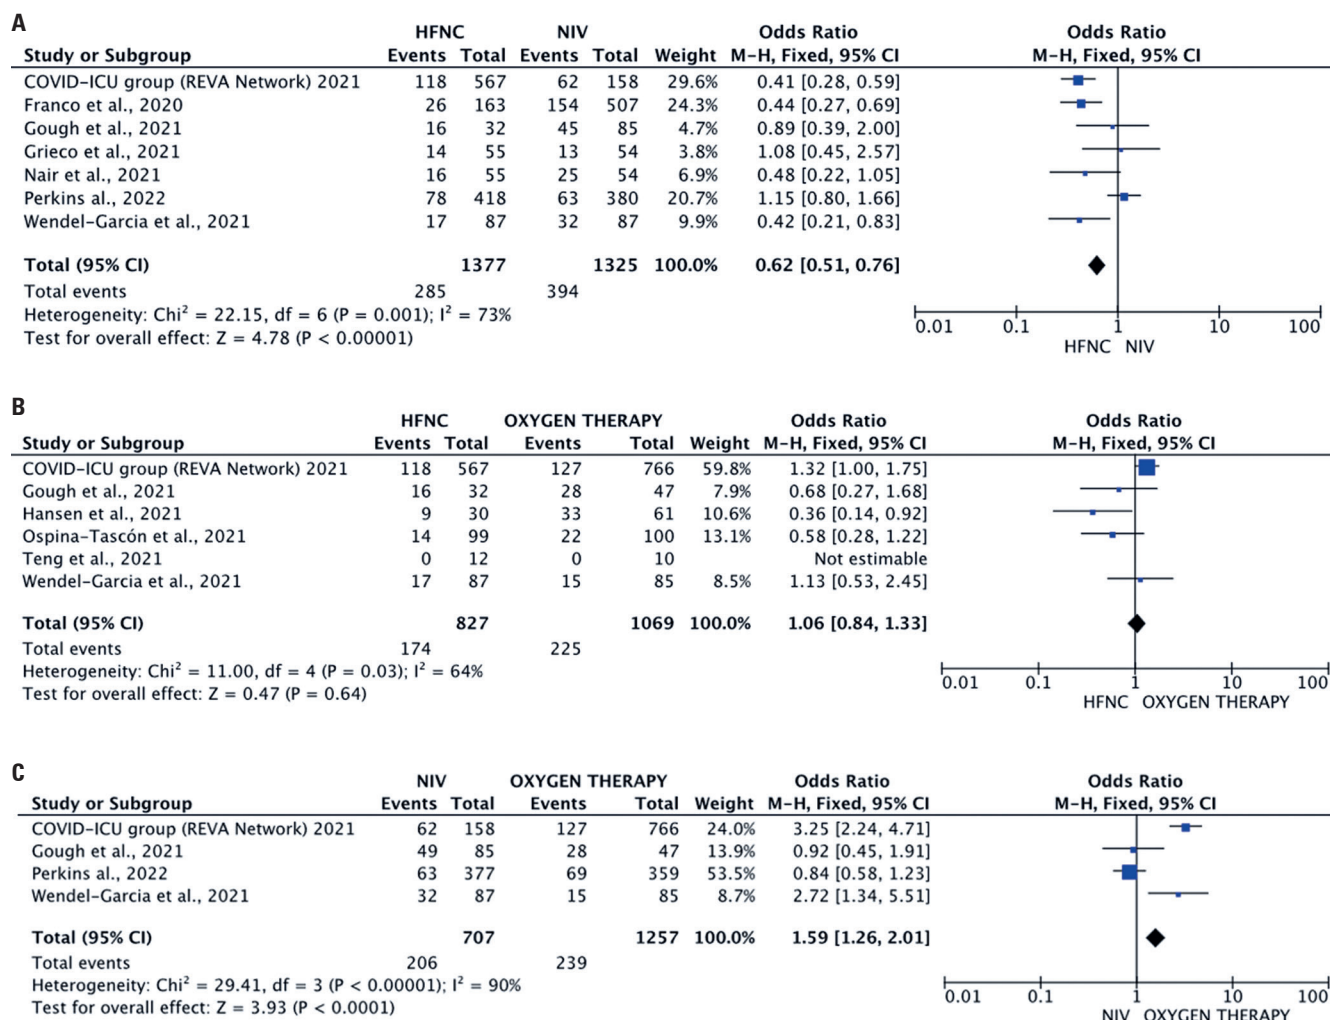 A
HFNC NIV Odds Ratio Odds Ratio
Study or Subgroup Events Total Events Total Weight M-H, Fixed, 95% CI M-H, Fixed, 95% CI
COVID-ICU group (REVA Network) 2021 118 567 62 158 29.6% 0.41 [0.28, 0.59]
Franco et al., 2020 26 163 154 507 24.3% 0.44 [0.27, 0.69]
Gough et al., 2021 16 32 45 85 4.7% 0.89 [0.39, 2.00]
Grieco et al., 2021 14 55 13 54 3.8% 1.08 [0.45, 2.57]
Nair et al., 2021 16 55 25 54 6.9% 0.48 [0.22, 1.05]
Perkins al., 2022 78 418 63 380 20.7% 1.15 [0.80, 1.66]
Wendel-Garcia et al., 2021 17 87 32 87 9.9% 0.42 [0.21, 0.83]
Total (95% CI) 1377 1325 100.0% 0.62 [0.51, 0.76]
Total events 285 394
Heterogeneity: Chi² = 22.15, df = 6 (P = 0.001); I² = 73%
Test for overall effect: Z = 4.78 (P < 0.00001)
0.01 0.1 1 10 100
HFNC NIV
B
HFNC OXYGEN THERAPY Odds Ratio Odds Ratio
Study or Subgroup Events Total Events Total Weight M-H, Fixed, 95% CI M-H, Fixed, 95% CI
COVID-ICU group (REVA Network) 2021 118 567 127 766 59.8% 1.32 [1.00, 1.75]
Gough et al., 2021 16 32 28 47 7.9% 0.68 [0.27, 1.68]
Hansen et al., 2021 9 30 33 61 10.6% 0.36 [0.14, 0.92]
Ospina-Tascón et al., 2021 14 99 22 100 13.1% 0.58 [0.28, 1.22]
Teng et al., 2021 0 12 0 10 Not estimable
Wendel-Garcia et al., 2021 17 87 15 85 8.5% 1.13 [0.53, 2.45]
Total (95% CI) 827 1069 100.0% 1.06 [0.84, 1.33]
Total events 174 225
Heterogeneity: Chi² = 11.00, df = 4 (P = 0.03); I² = 64%
Test for overall effect: Z = 0.47 (P = 0.64)
0.01 0.1 1 10 100
HFNC OXYGEN THERAPY
C
NIV OXYGEN THERAPY Odds Ratio Odds Ratio
Study or Subgroup Events Total Events Total Weight M-H, Fixed, 95% CI M-H, Fixed, 95% CI
COVID-ICU group (REVA Network) 2021 62 158 127 766 24.0% 3.25 [2.24, 4.71]
Gough et al., 2021 49 85 28 47 13.9% 0.92 [0.45, 1.91]
Perkins al., 2022 63 377 69 359 53.5% 0.84 [0.58, 1.23]
Wendel-Garcia et al., 2021 32 87 15 85 8.7% 2.72 [1.34, 5.51]
Total (95% CI) 707 1257 100.0% 1.59 [1.26, 2.01]
Total events 206 239
Heterogeneity: Chi² = 29.41, df = 3 (P < 0.00001); I² = 90%
Test for overall effect: Z = 3.93 (P < 0.0001)
0.01 0.1 1 10 100
NIV OXYGEN THERAPY